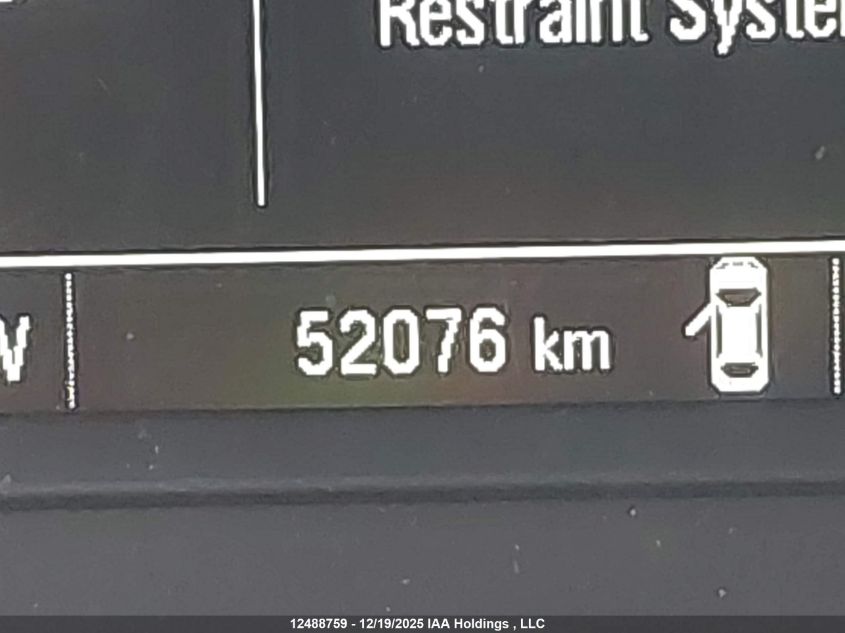 Restraint Syste
W
52076 km
12488759 - 12/19/2025 IAA Holdings , LLC